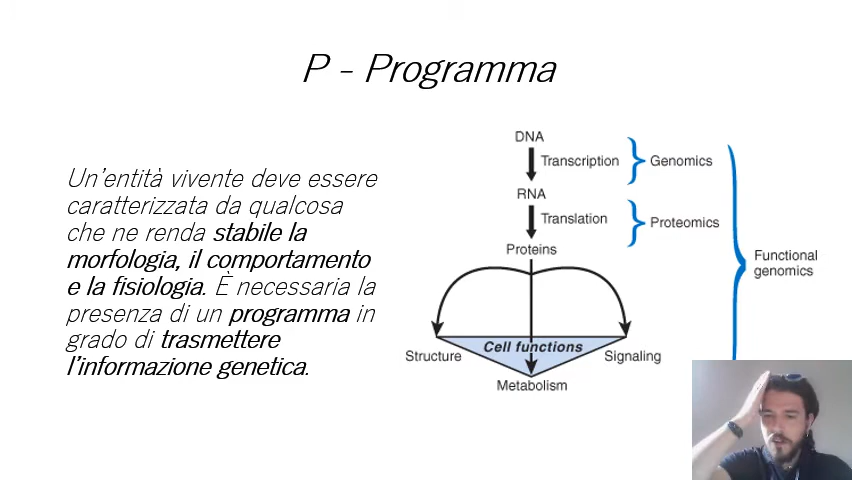 P - Programma
Un'entità vivente deve essere
caratterizzata da qualcosa
che ne renda stabile la
morfologia, il comportamento
e la fisiologia. È necessaria la
presenza di un programma in
grado di trasmettere
l'informazione genetica.
DNA
Transcription
Genomics
RNA
Translation
Proteomics
Proteins
Functional
genomics
Cell functions
Structure
Signaling
Metabolism